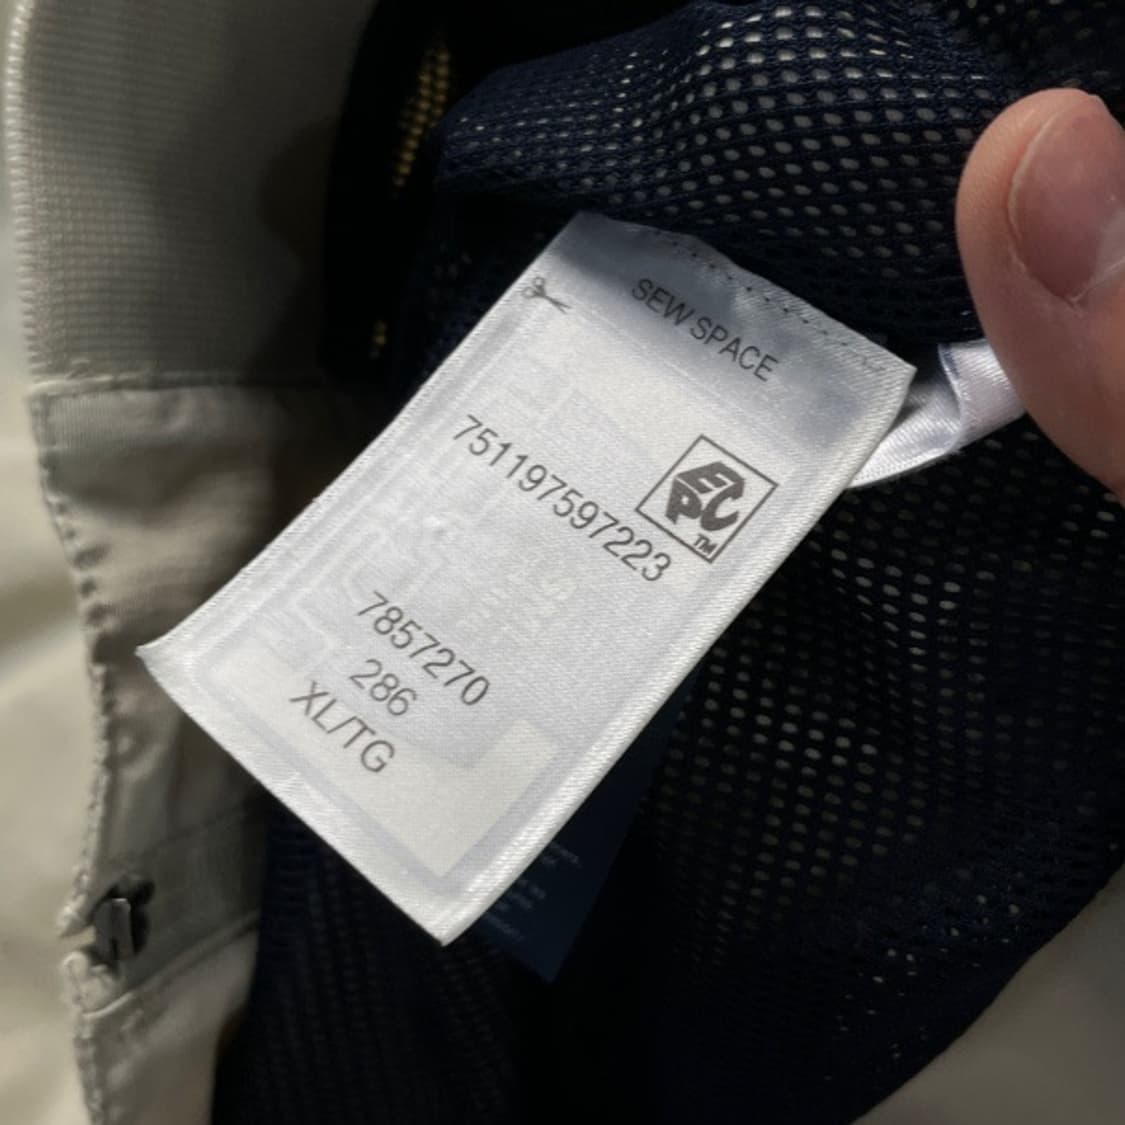 SEW SPACE
EPC
TM
751197597223
7857270
286
XL/TG